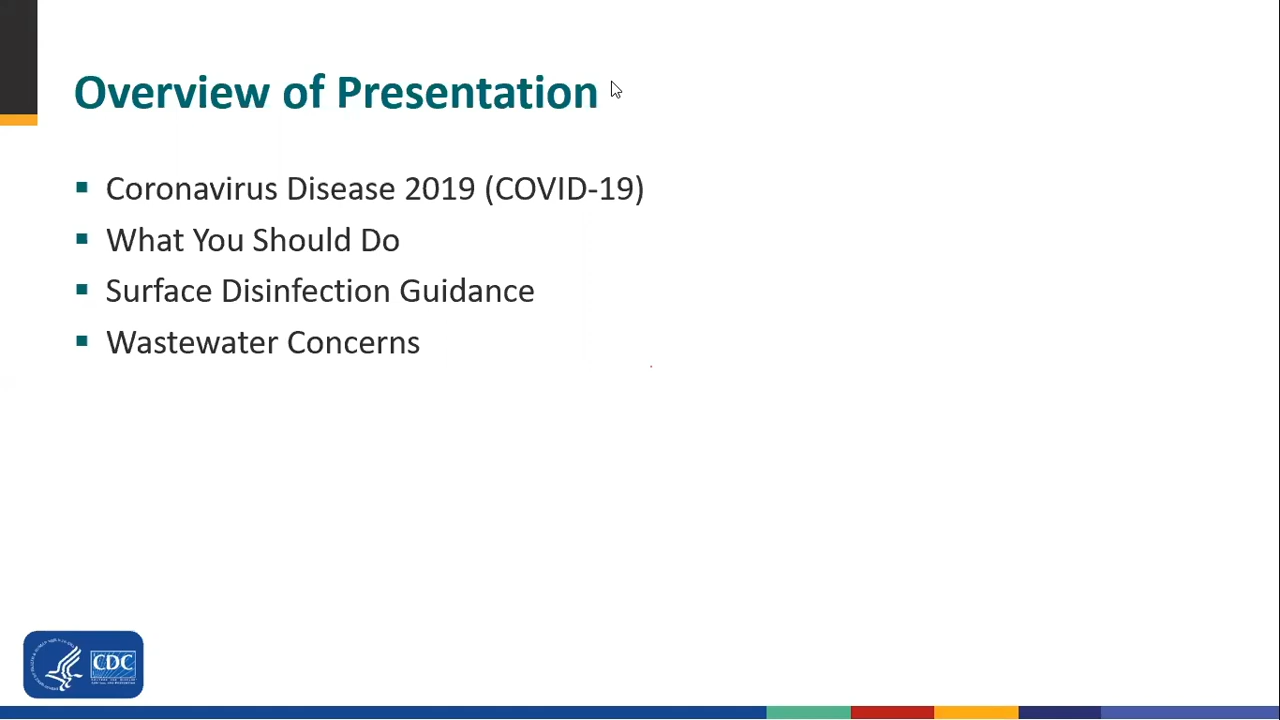 Overview of Presentation
Coronavirus Disease 2019 (COVID-19)
What You Should Do
Surface Disinfection Guidance
Wastewater Concerns
CDC